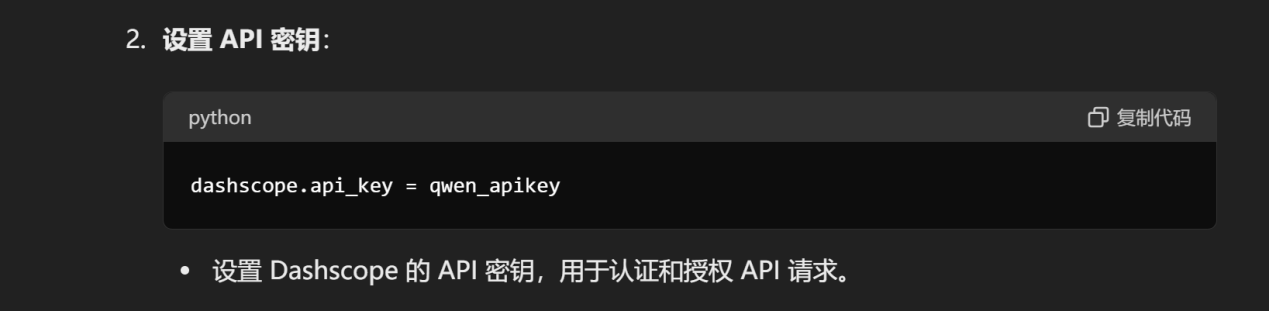 2. 设置 API 密钥：
python 复制代码
dashscope.api_key = qwen_apikey
• 设置 Dashscope 的 API 密钥，用于认证和授权 API 请求。